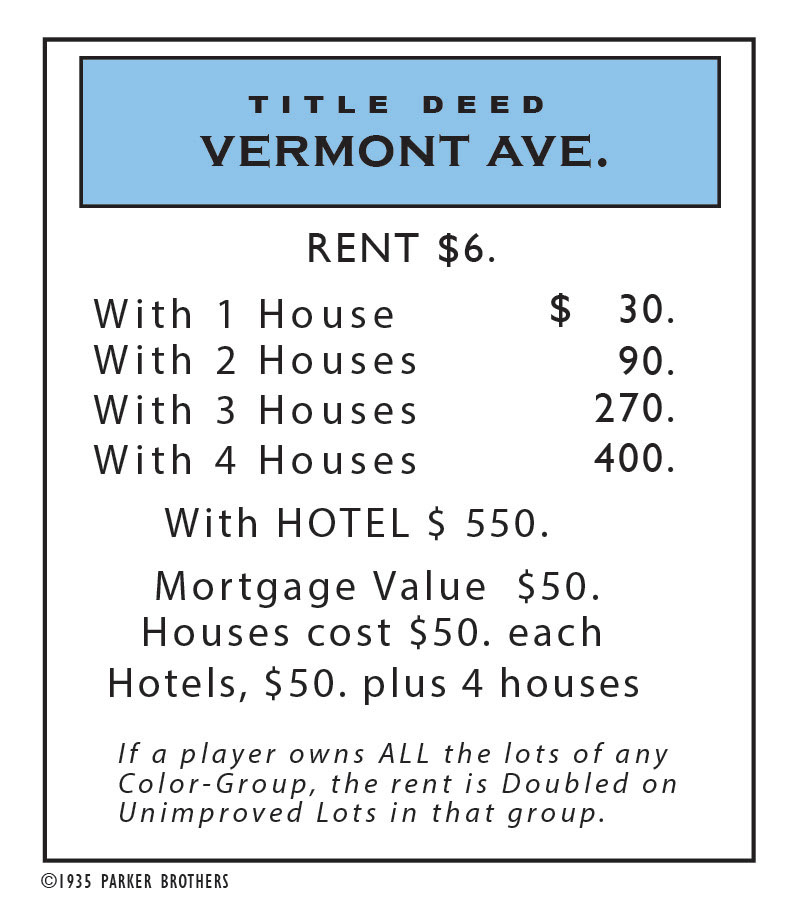 TITLE DEED
VERMONT AVE.
RENT $6.
With 1 House $ 30.
With 2 Houses 90.
With 3 Houses 270.
With 4 Houses 400.
With HOTEL $ 550.
Mortgage Value $50.
Houses cost $50. each
Hotels, $50. plus 4 houses
If a player owns ALL the lots of any
Color-Group, the rent is Doubled on
Unimproved Lots in that group.
©1935 PARKER BROTHERS